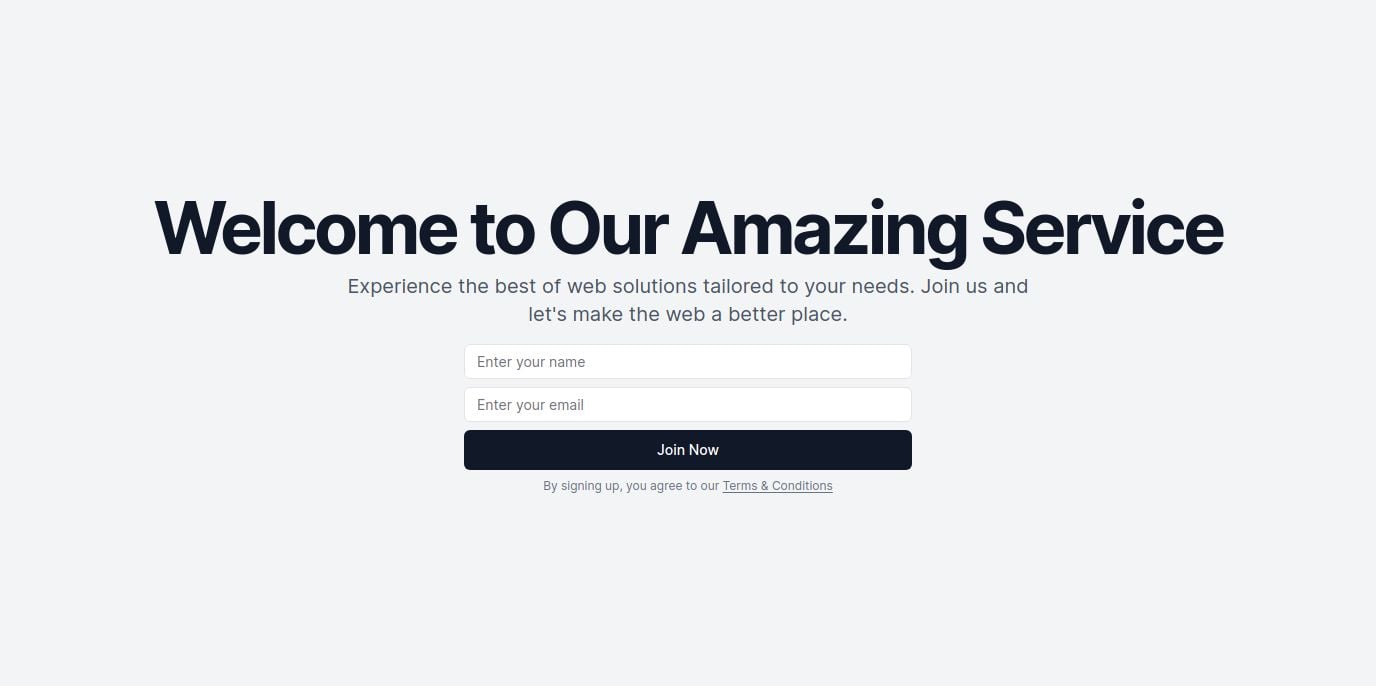 Welcome to Our Amazing Service
Experience the best of web solutions tailored to your needs. Join us and
let's make the web a better place.
Enter your name
Enter your email
Join Now
By signing up, you agree to our Terms & Conditions